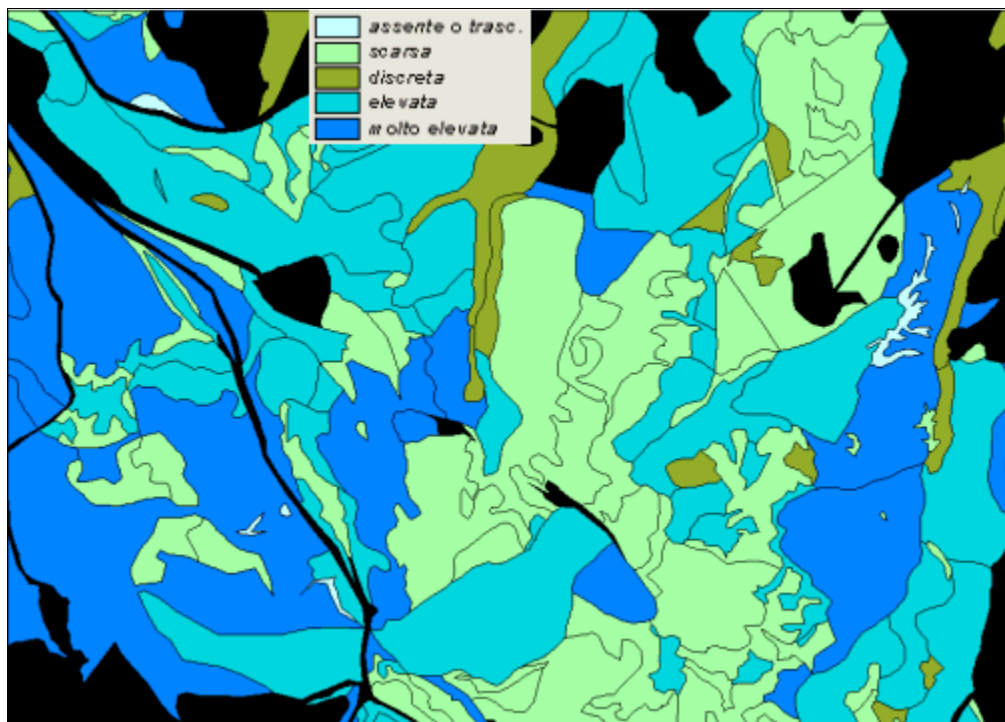 assente o trasc.
scarsa
discreta
elevata
molto elevata